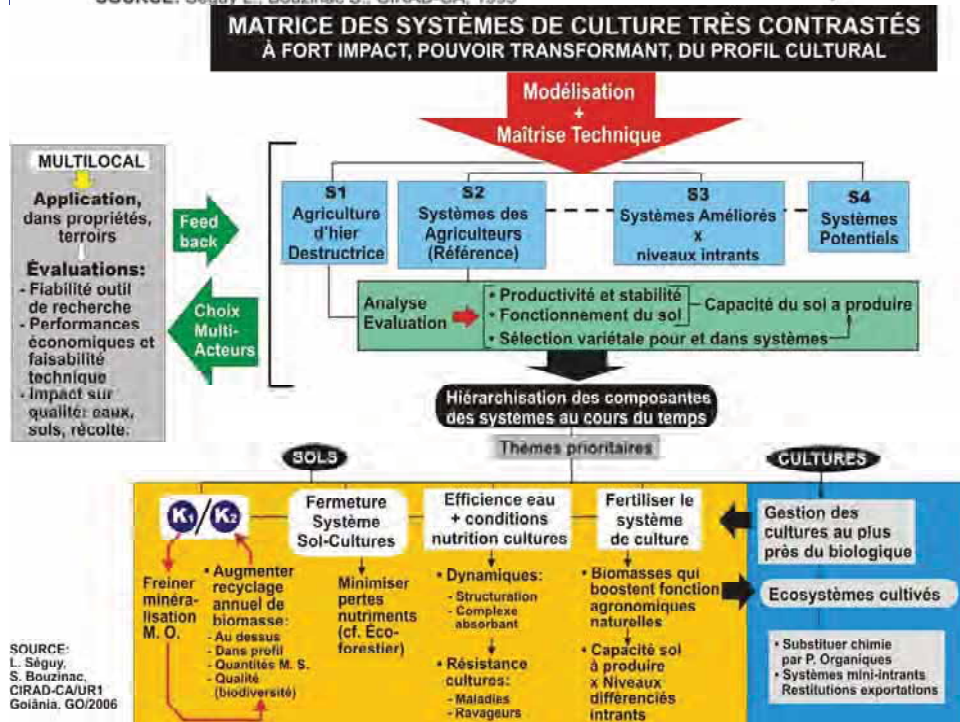 SOURCE: Séguy L., Bouzinac S., CIRAD-CA, 1993
MATRICE DES SYSTÈMES DE CULTURE TRÈS CONTRASTÉS
À FORT IMPACT, POUVOIR TRANSFORMANT, DU PROFIL CULTURAL
Modélisation
+
Maîtrise Technique
MULTILOCAL
Application,
dans propriétés,
terroirs
Évaluations:
- Fiabilité outil
de recherche
- Performances
économiques et
faisabilité
technique
- Impact sur
qualité: eaux,
sols, récolte.
Feed
back
Choix
Multi-
Acteurs
S1
Agriculture
d'hier
Destructrice
S2
Systèmes des
Agriculteurs
(Référence)
S3
Systèmes Améliorés
x
niveaux intrants
S4
Systèmes
Potentiels
Analyse
Evaluation
• Productivité et stabilité
• Fonctionnement du sol
Capacité du sol a produire
• Sélection variétale pour et dans systèmes
Hiérarchisation des composantes
des systèmes au cours du temps
Thèmes prioritaires
SOLS
CULTURES
K1/K2
Freiner
minéra-
lisation
M. O.
• Augmenter
recyclage
annuel de
biomasse:
- Au dessus
- Dans profil
- Quantités M. S.
- Qualité
(biodiversité)
Fermeture
Système
Sol-Cultures
Minimiser
pertes
nutriments
(cf. Éco-
forestier)
Efficience eau
+ conditions
nutrition cultures
• Dynamiques:
- Structuration
- Complexe
absorbant
• Résistance
cultures:
- Maladies
- Ravageurs
Fertiliser le
système
de culture
• Biomasses qui
boostent fonction
agronomiques
naturelles
• Capacité sol
à produire
x Niveaux
différenciés
intrants
Gestion des
cultures au plus
près du biologique
Ecosystèmes cultivés
• Substituer chimie
par P. Organiques
• Systèmes mini-intrants
Restitutions exportations
SOURCE:
L. Séguy,
S. Bouzinac,
CIRAD-CA/UR1
Goiânia, GO/2006